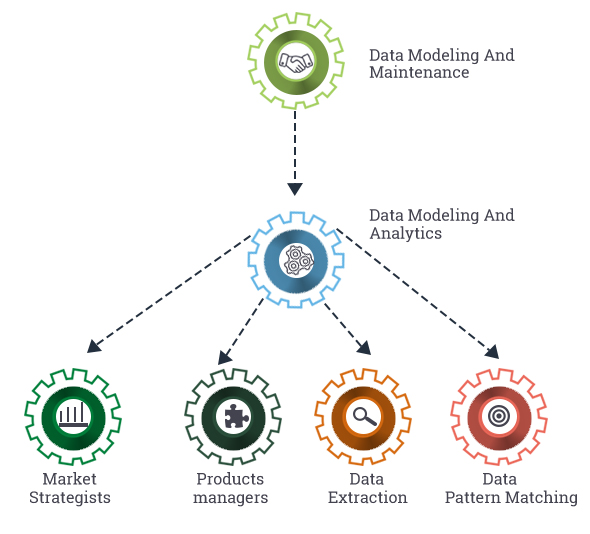 Data Modeling And
Maintenance
Data Modeling And
Analytics
Market
Strategists
Products
managers
Data
Extraction
Data
Pattern Matching